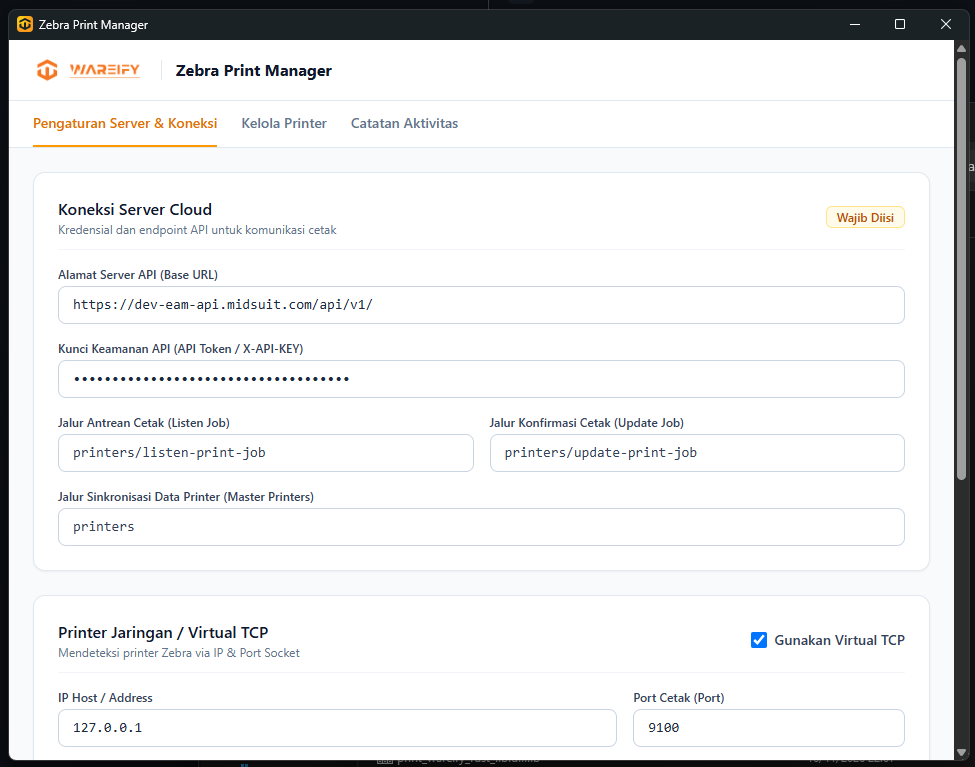 Zebra Print Manager
WAREIFY
Zebra Print Manager
Pengaturan Server & Koneksi
Kelola Printer
Catatan Aktivitas
Koneksi Server Cloud
Kredensial dan endpoint API untuk komunikasi cetak
Wajib Diisi
Alamat Server API (Base URL)
https://dev-eam-api.midsuit.com/api/v1/
Kunci Keamanan API (API Token / X-API-KEY)
••••••••••••••••••••••••••••••••••••
Jalur Antrean Cetak (Listen Job)
Jalur Konfirmasi Cetak (Update Job)
printers/listen-print-job
printers/update-print-job
Jalur Sinkronisasi Data Printer (Master Printers)
printers
Printer Jaringan / Virtual TCP
Mendeteksi printer Zebra via IP & Port Socket
Gunakan Virtual TCP
IP Host / Address
Port Cetak (Port)
127.0.0.1
9100